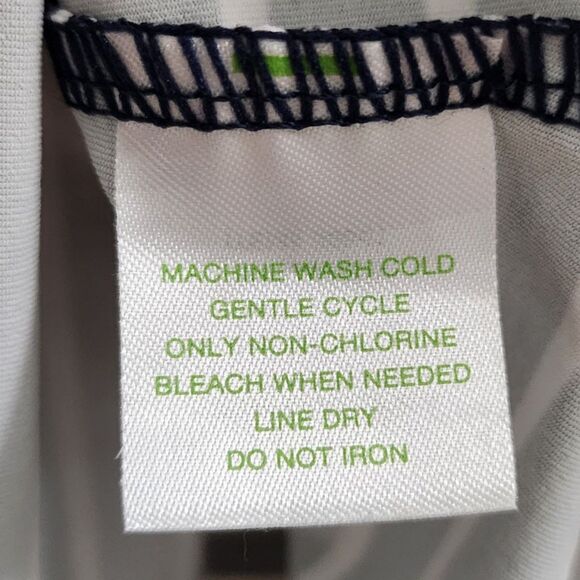 MACHINE WASH COLD
GENTLE CYCLE
ONLY NON-CHLORINE
BLEACH WHEN NEEDED
LINE DRY
DO NOT IRON